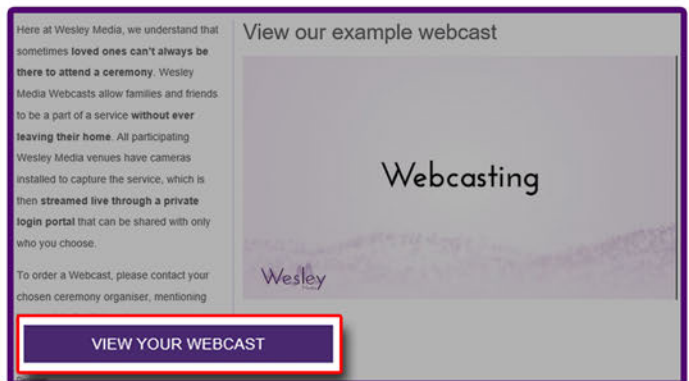 Here at Wesley Media, we understand that
sometimes loved ones can't always be
there to attend a ceremony. Wesley
Media Webcasts allow families and friends
to be a part of a service without ever
leaving their home. All participating
Wesley Media venues have cameras
installed to capture the service, which is
then streamed live through a private
login portal that can be shared with only
who you choose.
To order a Webcast, please contact your
chosen ceremony organiser, mentioning
VIEW YOUR WEBCAST
View our example webcast
Webcasting
Wesley
Media